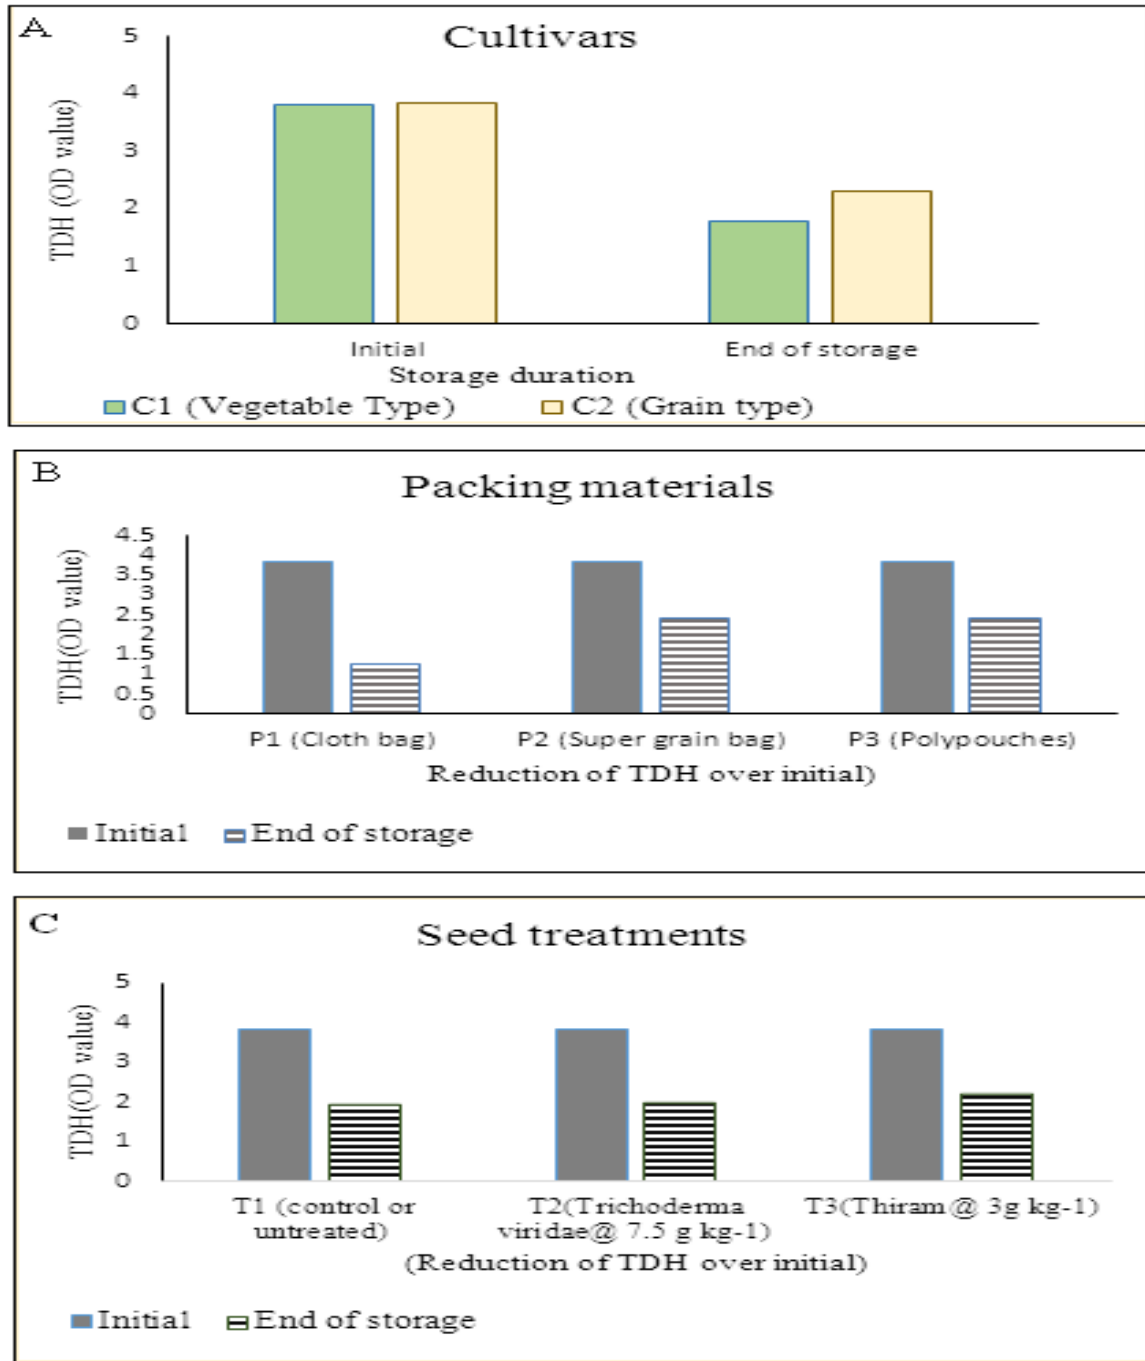 A
Cultivars
TDH (OD value)
5
4
3
2
1
0
Initial
End of storage
Storage duration
C1 (Vegetable Type)
C2 (Grain type)
B
Packing materials
TDH(OD value)
4.5
4
3.5
3
2.5
2
1.5
1
0.5
0
P1 (Cloth bag)
P2 (Super grain bag)
P3 (Polypouches)
Reduction of TDH over initial)
Initial
End of storage
C
Seed treatments
TDH(OD value)
5
4
3
2
1
0
T1 (control or
untreated)
T2(Trichoderma
viridae@ 7.5 g kg-1)
T3(Thiram@ 3g kg-1)
(Reduction of TDH over initial)
Initial
End of storage